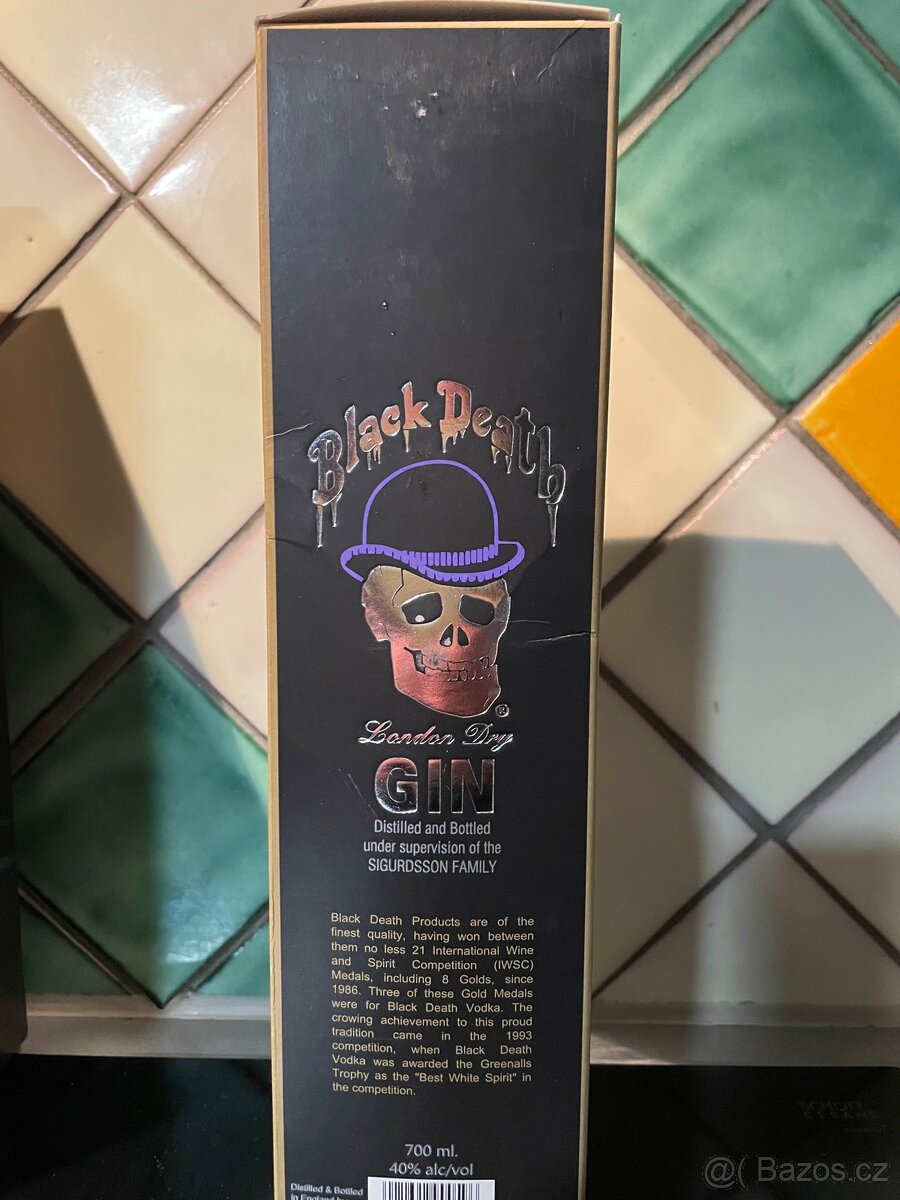 Black Death
®
London Dry
GIN
Distilled and Bottled
under supervision of the
SIGURDSSON FAMILY
Black Death Products are of the
finest quality, having won between
them no less 21 International Wine
and Spirit Competition (IWSC)
Medals, including 8 Golds, since
1986. Three of these Gold Medals
were for Black Death Vodka. The
crowing achievement to this proud
tradition came in the 1993
competition, when Black Death
Vodka was awarded the Greenalls
Trophy as the "Best White Spirit" in
the competition.
700 ml.
40% alc/vol
Distilled & Bottled
in England
SCHOTT
CERAN
@( Bazos.cz